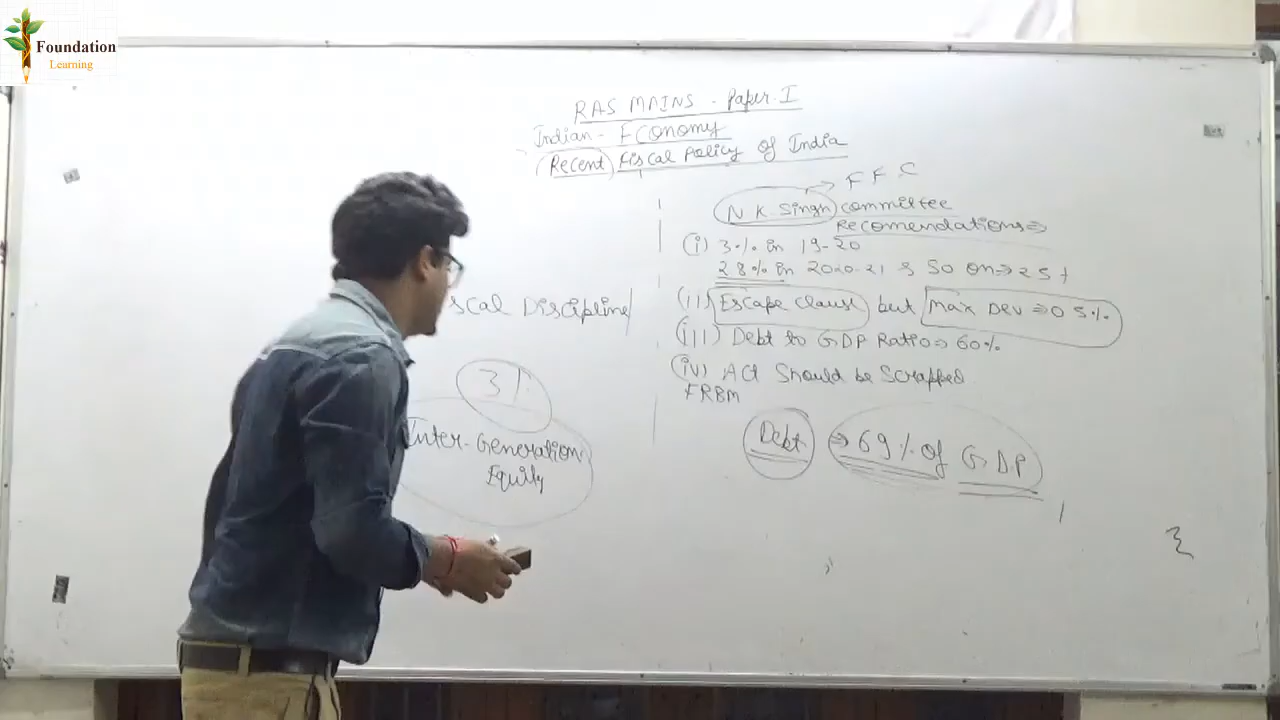 Foundation
Learning
RAS MAINS - Paper-I
Indian - Economy
(Recent) Fiscal Policy of India
scal Discipline
3%
Inter-Generation
Equity
N.K. Singh committee → F F C
Recomendations ⇒
(i) 3% in 19-20
2.8% in 2020-21 & So on ⇒ 2.5 %
(ii) Escape clause but Max Dev ⇒ 0.5%
(iii) Debt to GDP Ratio ⇒ 60%
(iv) Act Should be Scrapped
FRBM
Debt ⇒ 69% of GDP